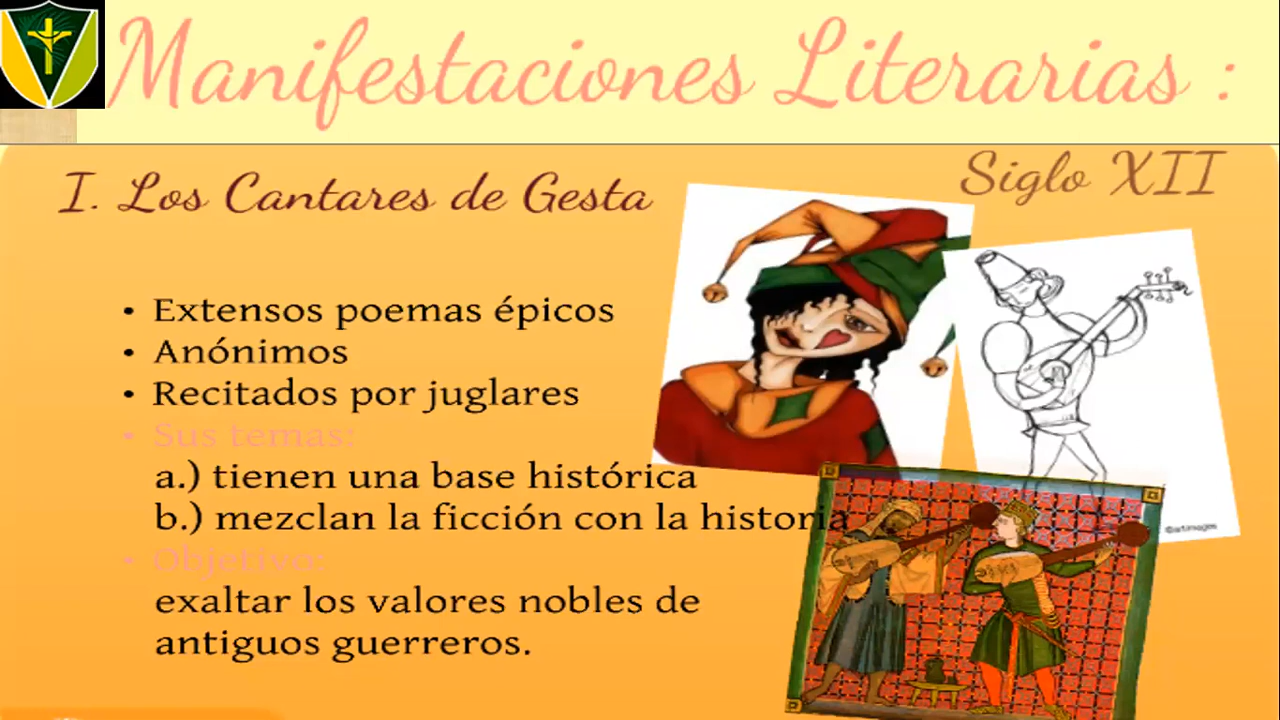 Manifestaciones Literarias :
Siglo XII
I. Los Cantares de Gesta
• Extensos poemas épicos
• Anónimos
• Recitados por juglares
• Sus temas:
a.) tienen una base histórica
b.) mezclan la ficción con la historia
• Objetivo:
exaltar los valores nobles de
antiguos guerreros.
©artimages